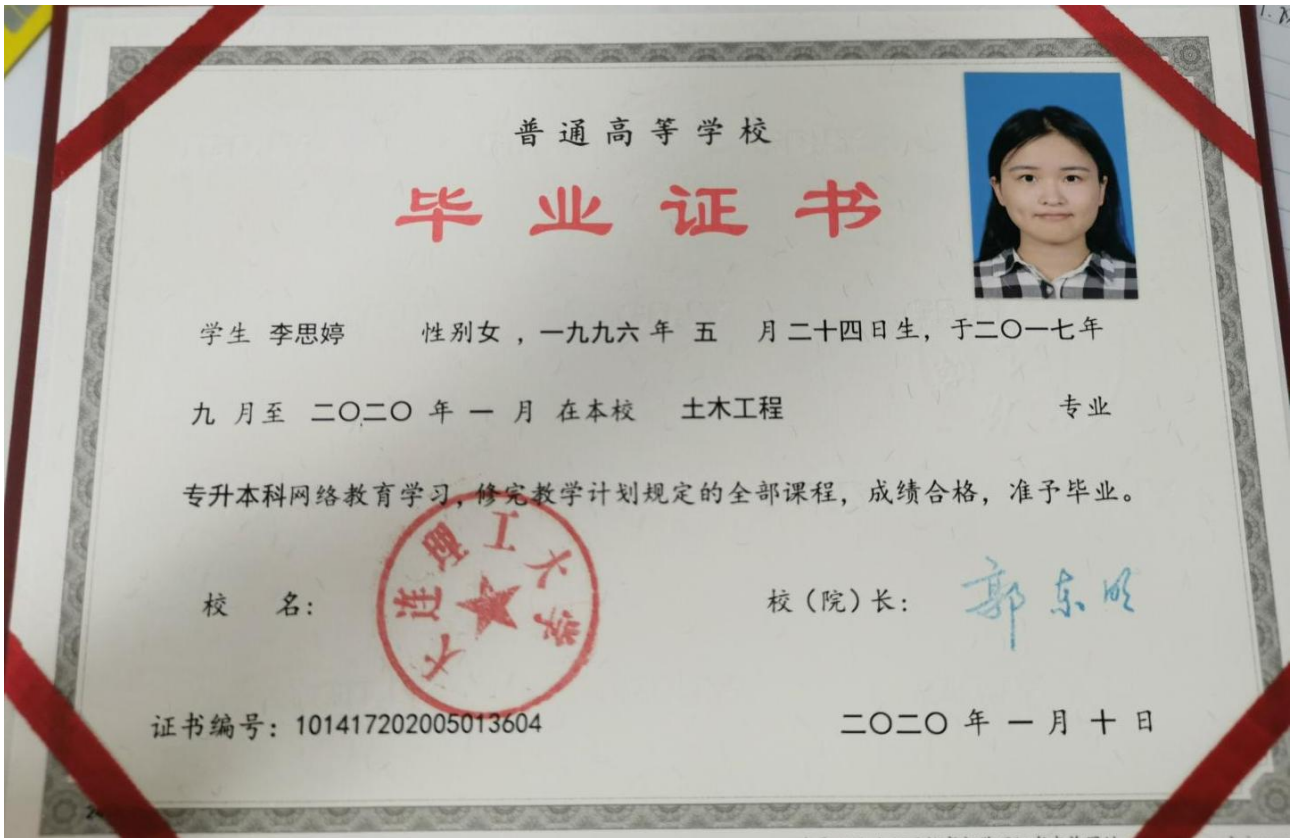 普通高等学校
毕业证书
学生 李思婷 性别女 ，一九九六 年 五 月 二十四日生，于二〇一七年
九 月至 二〇二〇 年 一 月 在本校 土木工程 专业
专升本科网络教育学习，修完教学计划规定的全部课程，成绩合格，准予毕业。
校 名： 大连理工大学 校（院）长： 郭东明
证书编号：101417202005013604 二〇二〇 年 一 月 十 日